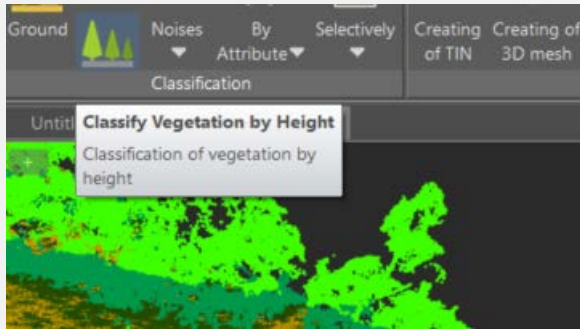 Ground Noises By Selectively Creating Creating of
Attribute of TIN 3D mesh
Classification
Untitl
Classify Vegetation by Height
Classification of vegetation by
height